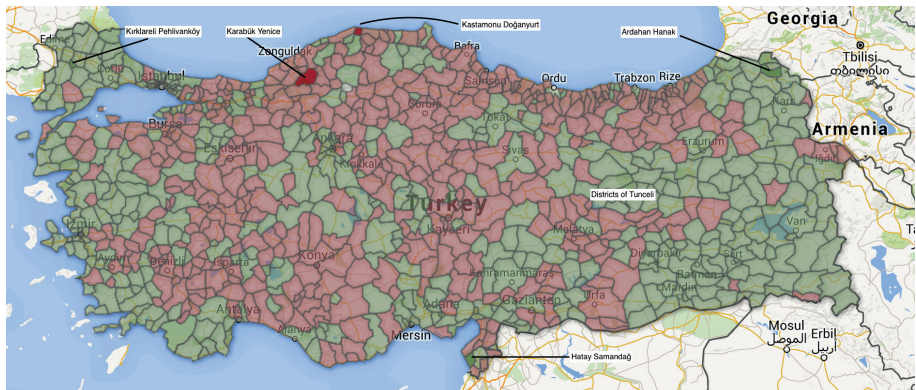 Georgia
Kastamonu Doğanyurt
Kırklareli Pehlivanköy
Karabük Yenice
Ardahan Hanak
Edirne
Zonguldak
Bafra
Tbilisi
თბილისი
Çorlu
Istanbul
Samsun
Ordu
Trabzon
Rize
Kars
Çorum
Bursa
Tokat
Armenia
Ankara
Eskişehir
Erzurum
Sivas
Iğdır
Kırıkkale
Districts of Tunceli
Turkey
İzmir
Kayseri
Van
Malatya
Aydın
Denizli
Isparta
Konya
Diyarbakır
Siirt
Kahramanmaraş
Batman
Mardin
Adana
Gaziantep
Urfa
Antalya
Alanya
Mersin
Mosul
الموصل
Erbil
أربيل
Hatay Samandağ